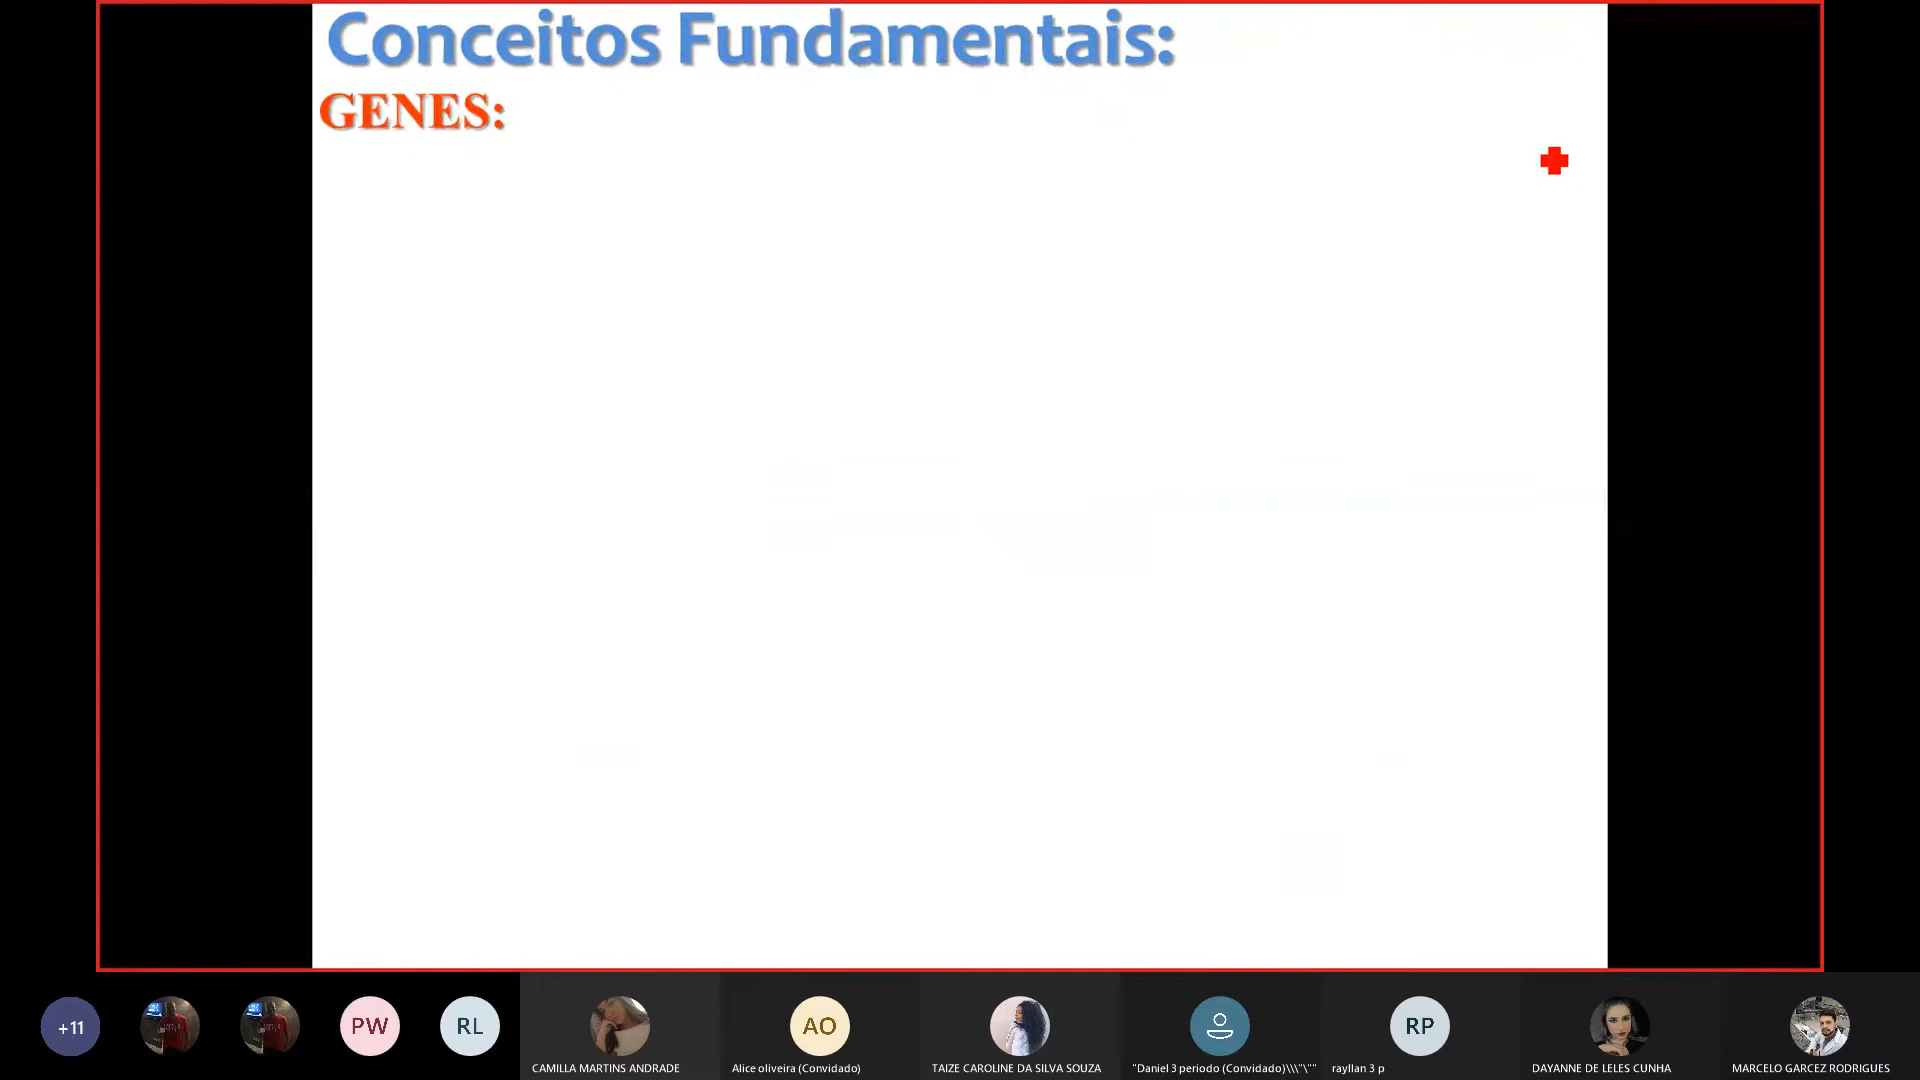 Conceitos Fundamentais:
GENES:
+11
PW
RL
CAMILLA MARTINS ANDRADE
AO
Alice oliveira (Convidado)
TAIZE CAROLINE DA SILVA SOUZA
"Daniel 3 periodo (Convidado)\\\"\""
RP
rayllan 3 p
DAYANNE DE LELES CUNHA
MARCELO GARCEZ RODRIGUES